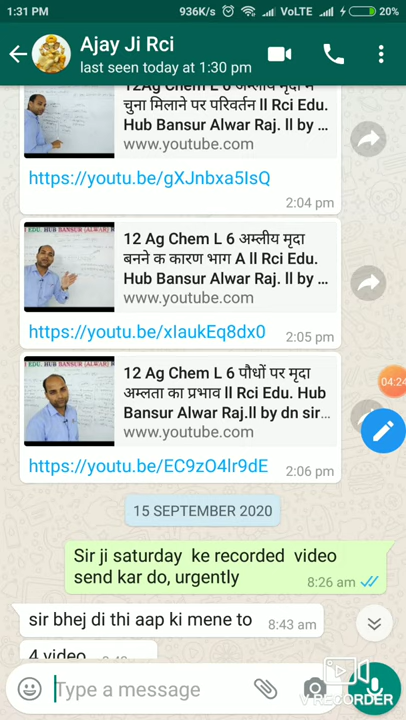 1:31 PM 936K/s VoLTE 20%
Ajay Ji Rci
last seen today at 1:30 pm
12Ag Chem L 6 अम्लीय मृदा में
चुना मिलाने पर परिवर्तन ll Rci Edu.
Hub Bansur Alwar Raj. ll by ...
www.youtube.com
https://youtu.be/gXJnbxa5IsQ
2:04 pm
EDU. HUB BANSUR (ALWAR)
12 Ag Chem L 6 अम्लीय मृदा
बनने क कारण भाग A ll Rci Edu.
Hub Bansur Alwar Raj. ll by ...
www.youtube.com
https://youtu.be/xIaukEq8dx0
2:05 pm
EDU. HUB BANSUR (ALWAR)
12 Ag Chem L 6 पौधों पर मृदा
अम्लता का प्रभाव ll Rci Edu. Hub
Bansur Alwar Raj.ll by dn sir...
www.youtube.com
https://youtu.be/EC9zO4lr9dE
2:06 pm
04:24
15 SEPTEMBER 2020
Sir ji saturday ke recorded video
send kar do, urgently
8:26 am
sir bhej di thi aap ki mene to
8:43 am
4 video
Type a message
V RECORDER